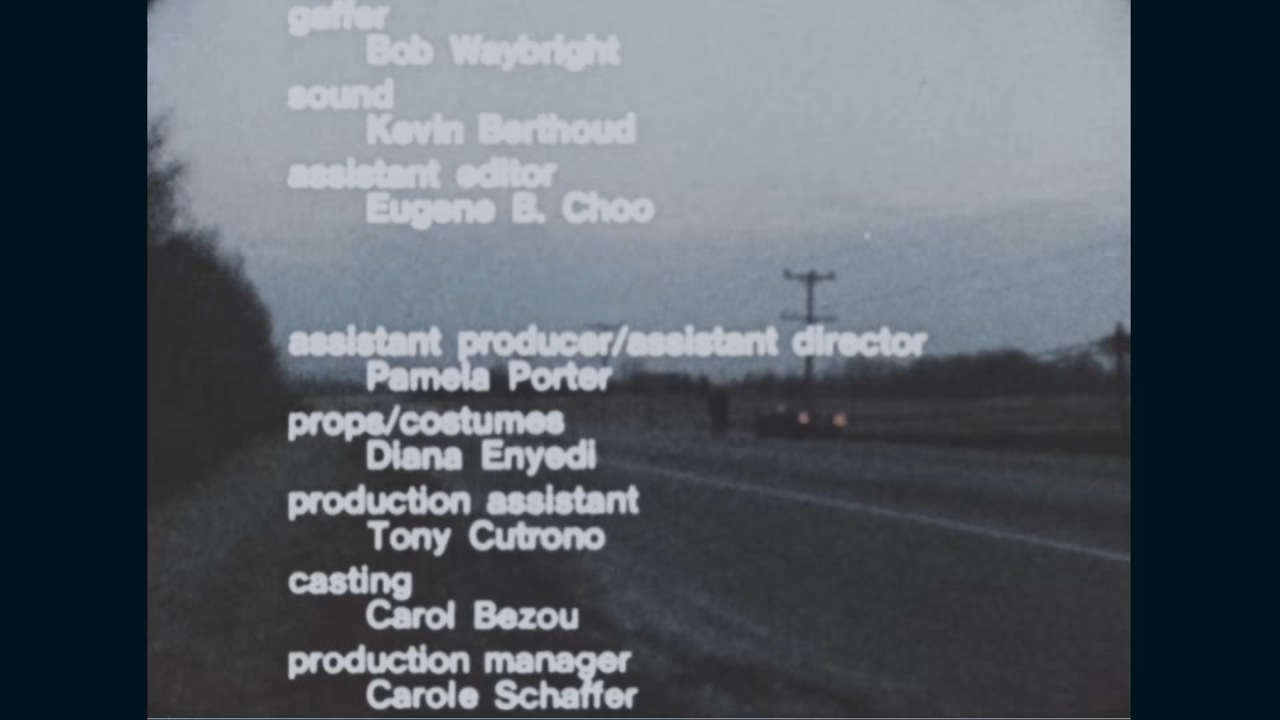 gaffer
Bob Waybright
sound
Kevin Berthoud
assistant editor
Eugene B. Choo
assistant producer/assistant director
Pamela Porter
props/costumes
Diana Enyedi
production assistant
Tony Cutrono
casting
Carol Bezou
production manager
Carole Schaffer